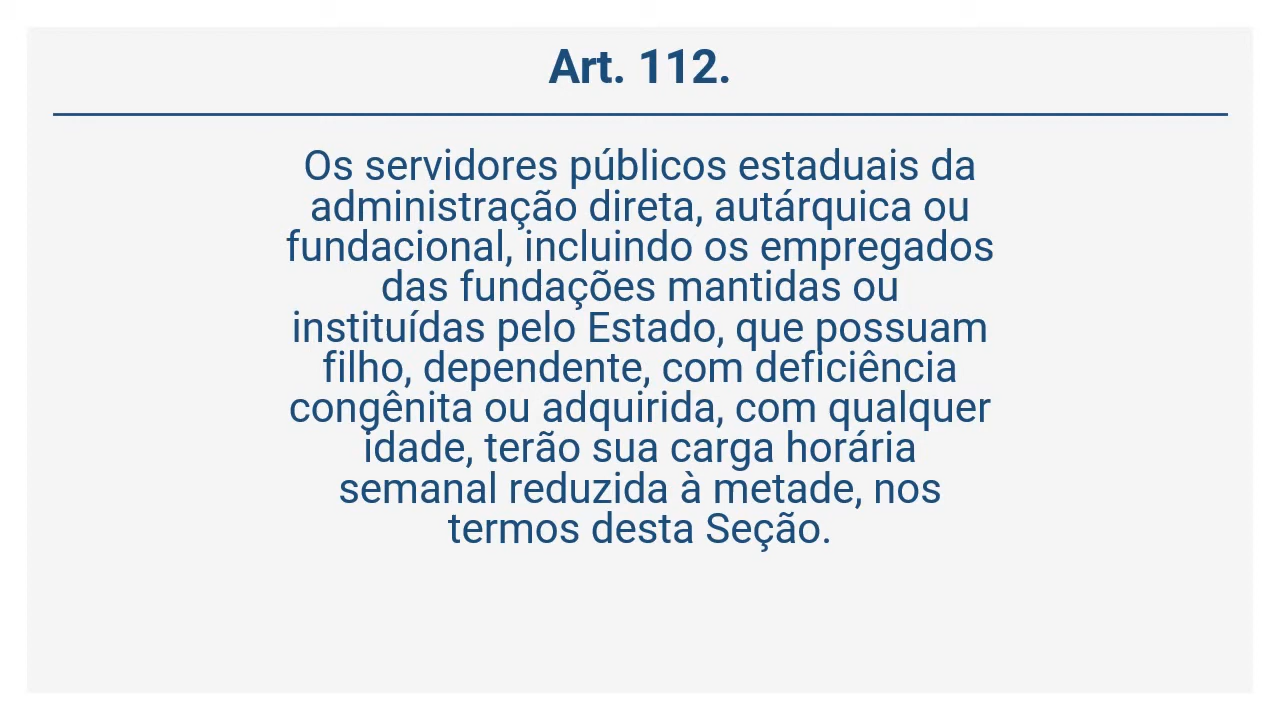 Art. 112.
Os servidores públicos estaduais da
administração direta, autárquica ou
fundacional, incluindo os empregados
das fundações mantidas ou
instituídas pelo Estado, que possuam
filho, dependente, com deficiência
congênita ou adquirida, com qualquer
idade, terão sua carga horária
semanal reduzida à metade, nos
termos desta Seção.